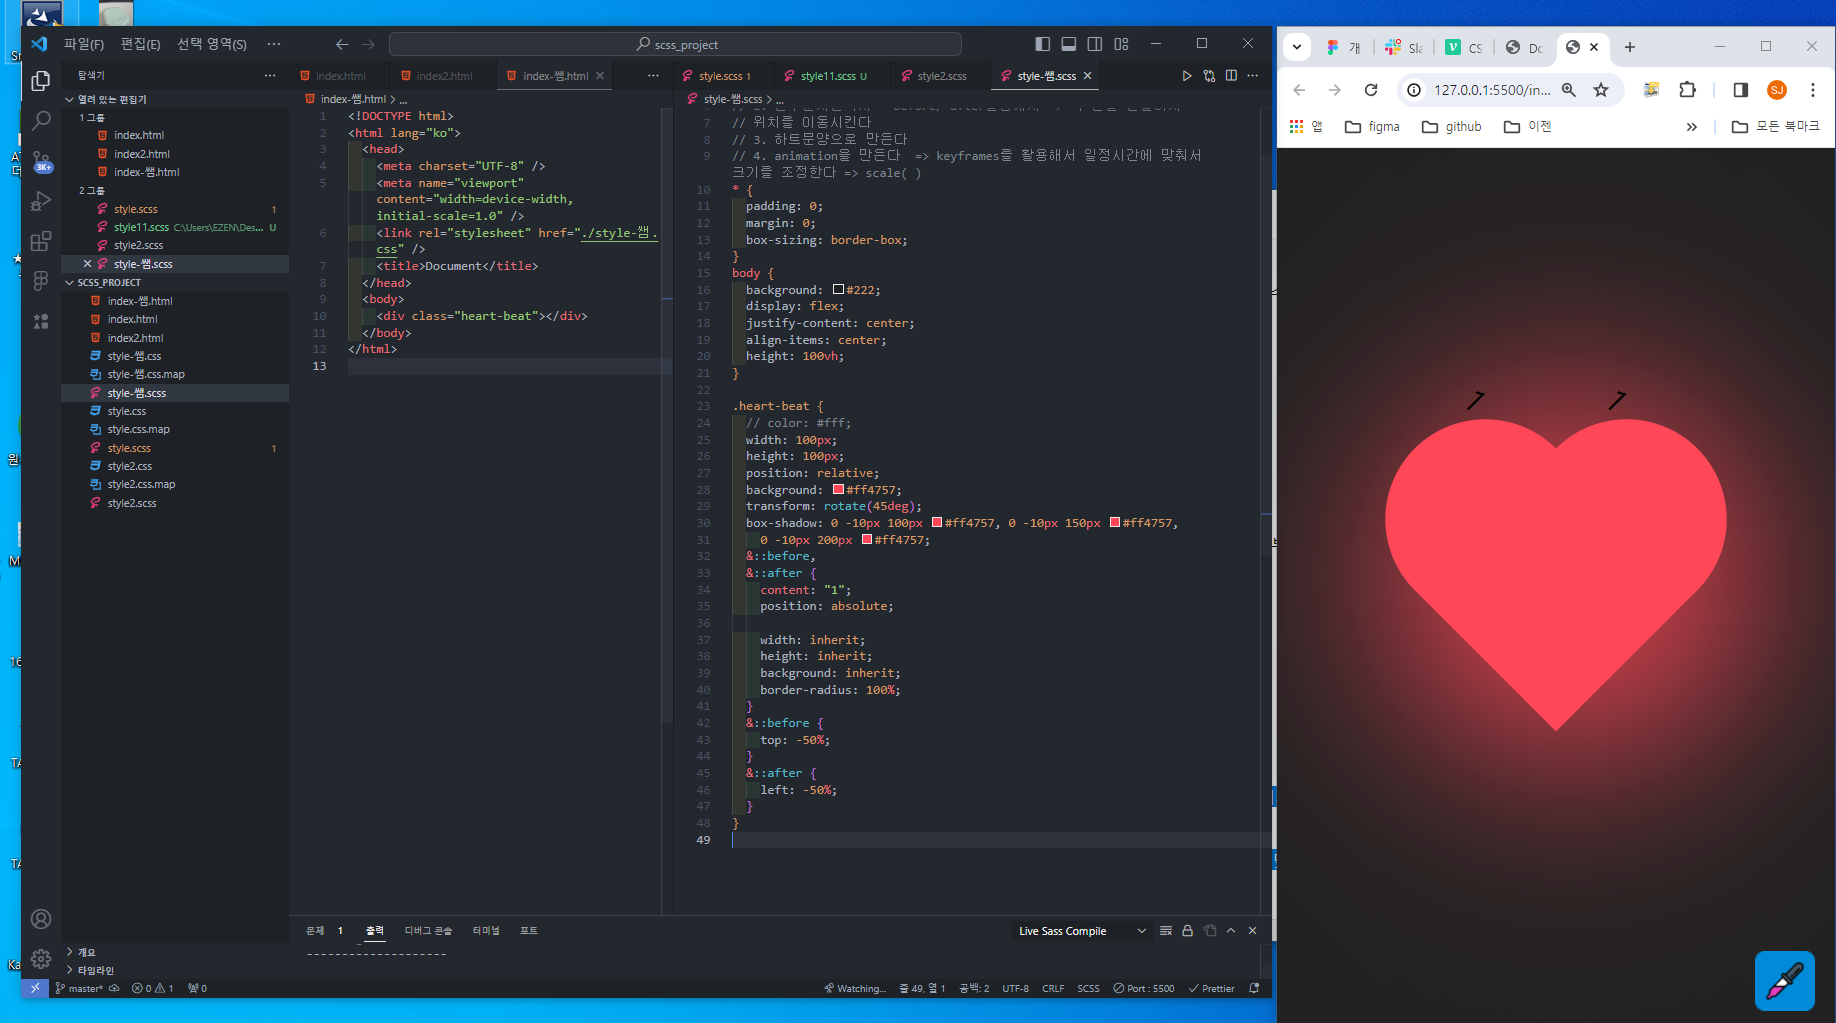 파일(F) 편집(E) 선택 영역(S) ···
scss_project
탐색기
열려 있는 편집기
1 그룹
index.html
index2.html
index-쌤.html
2 그룹
style.scss 1
style11.scss C:\Users\EZEN\Des... U
style2.scss
style-쌤.scss
SCSS_PROJECT
index-쌤.html
index.html
index2.html
style-쌤.css
style-쌤.css.map
style-쌤.scss
style.css
style.css.map
style.scss 1
style2.css
style2.css.map
style2.scss
개요
타임라인
3K+
index.html index2.html index-쌤.html
index-쌤.html > ...
1 <!DOCTYPE html>
2 <html lang="ko">
3 <head>
4 <meta charset="UTF-8" />
5 <meta name="viewport"
content="width=device-width,
initial-scale=1.0" />
6 <link rel="stylesheet" href="./style-쌤.
css" />
7 <title>Document</title>
8 </head>
9 <body>
10 <div class="heart-beat"></div>
11 </body>
12 </html>
13
style.scss 1 style11.scss U style2.scss style-쌤.scss
style-쌤.scss > ...
7 // 위치를 이동시킨다
8 // 3. 하트문양으로 만든다
9 // 4. animation을 만든다 => keyframes를 활용해서 일정시간에 맞춰서
크기를 조정한다 => scale( )
10 * {
11 padding: 0;
12 margin: 0;
13 box-sizing: border-box;
14 }
15 body {
16 background: #222;
17 display: flex;
18 justify-content: center;
19 align-items: center;
20 height: 100vh;
21 }
22
23 .heart-beat {
24 // color: #fff;
25 width: 100px;
26 height: 100px;
27 position: relative;
28 background: #ff4757;
29 transform: rotate(45deg);
30 box-shadow: 0 -10px 100px #ff4757, 0 -10px 150px #ff4757,
31 0 -10px 200px #ff4757;
32 &::before,
33 &::after {
34 content: "1";
35 position: absolute;
36
37 width: inherit;
38 height: inherit;
39 background: inherit;
40 border-radius: 100%;
41 }
42 &::before {
43 top: -50%;
44 }
45 &::after {
46 left: -50%;
47 }
48 }
49
문제 1 출력 디버그 콘솔 터미널 포트
Live Sass Compile
--------------------
master* 0 1 0
Watching... 줄 49, 열 1 공백: 2 UTF-8 CRLF SCSS Port : 5500 Prettier
개 Sla CS Dc
127.0.0.1:5500/in... SJ
앱 figma github 이젠 » 모든 북마크
1 1